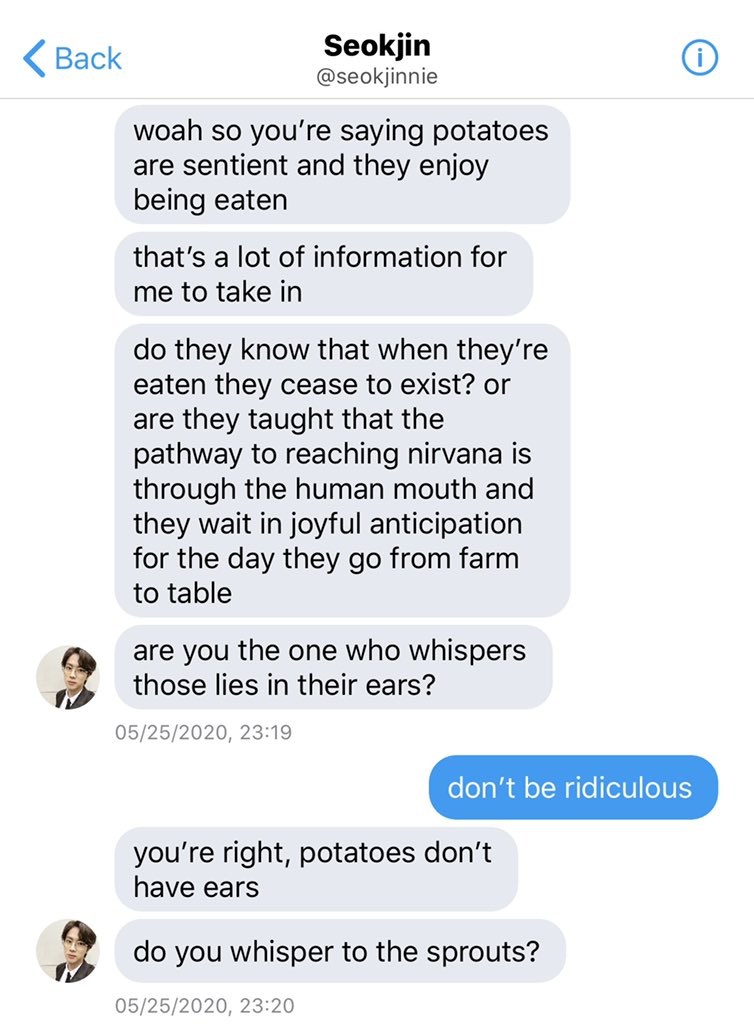 Back
Seokjin
@seokjinnie
woah so you’re saying potatoes
are sentient and they enjoy
being eaten
that’s a lot of information for
me to take in
do they know that when they’re
eaten they cease to exist? or
are they taught that the
pathway to reaching nirvana is
through the human mouth and
they wait in joyful anticipation
for the day they go from farm
to table
are you the one who whispers
those lies in their ears?
05/25/2020, 23:19
don’t be ridiculous
you’re right, potatoes don’t
have ears
do you whisper to the sprouts?
05/25/2020, 23:20